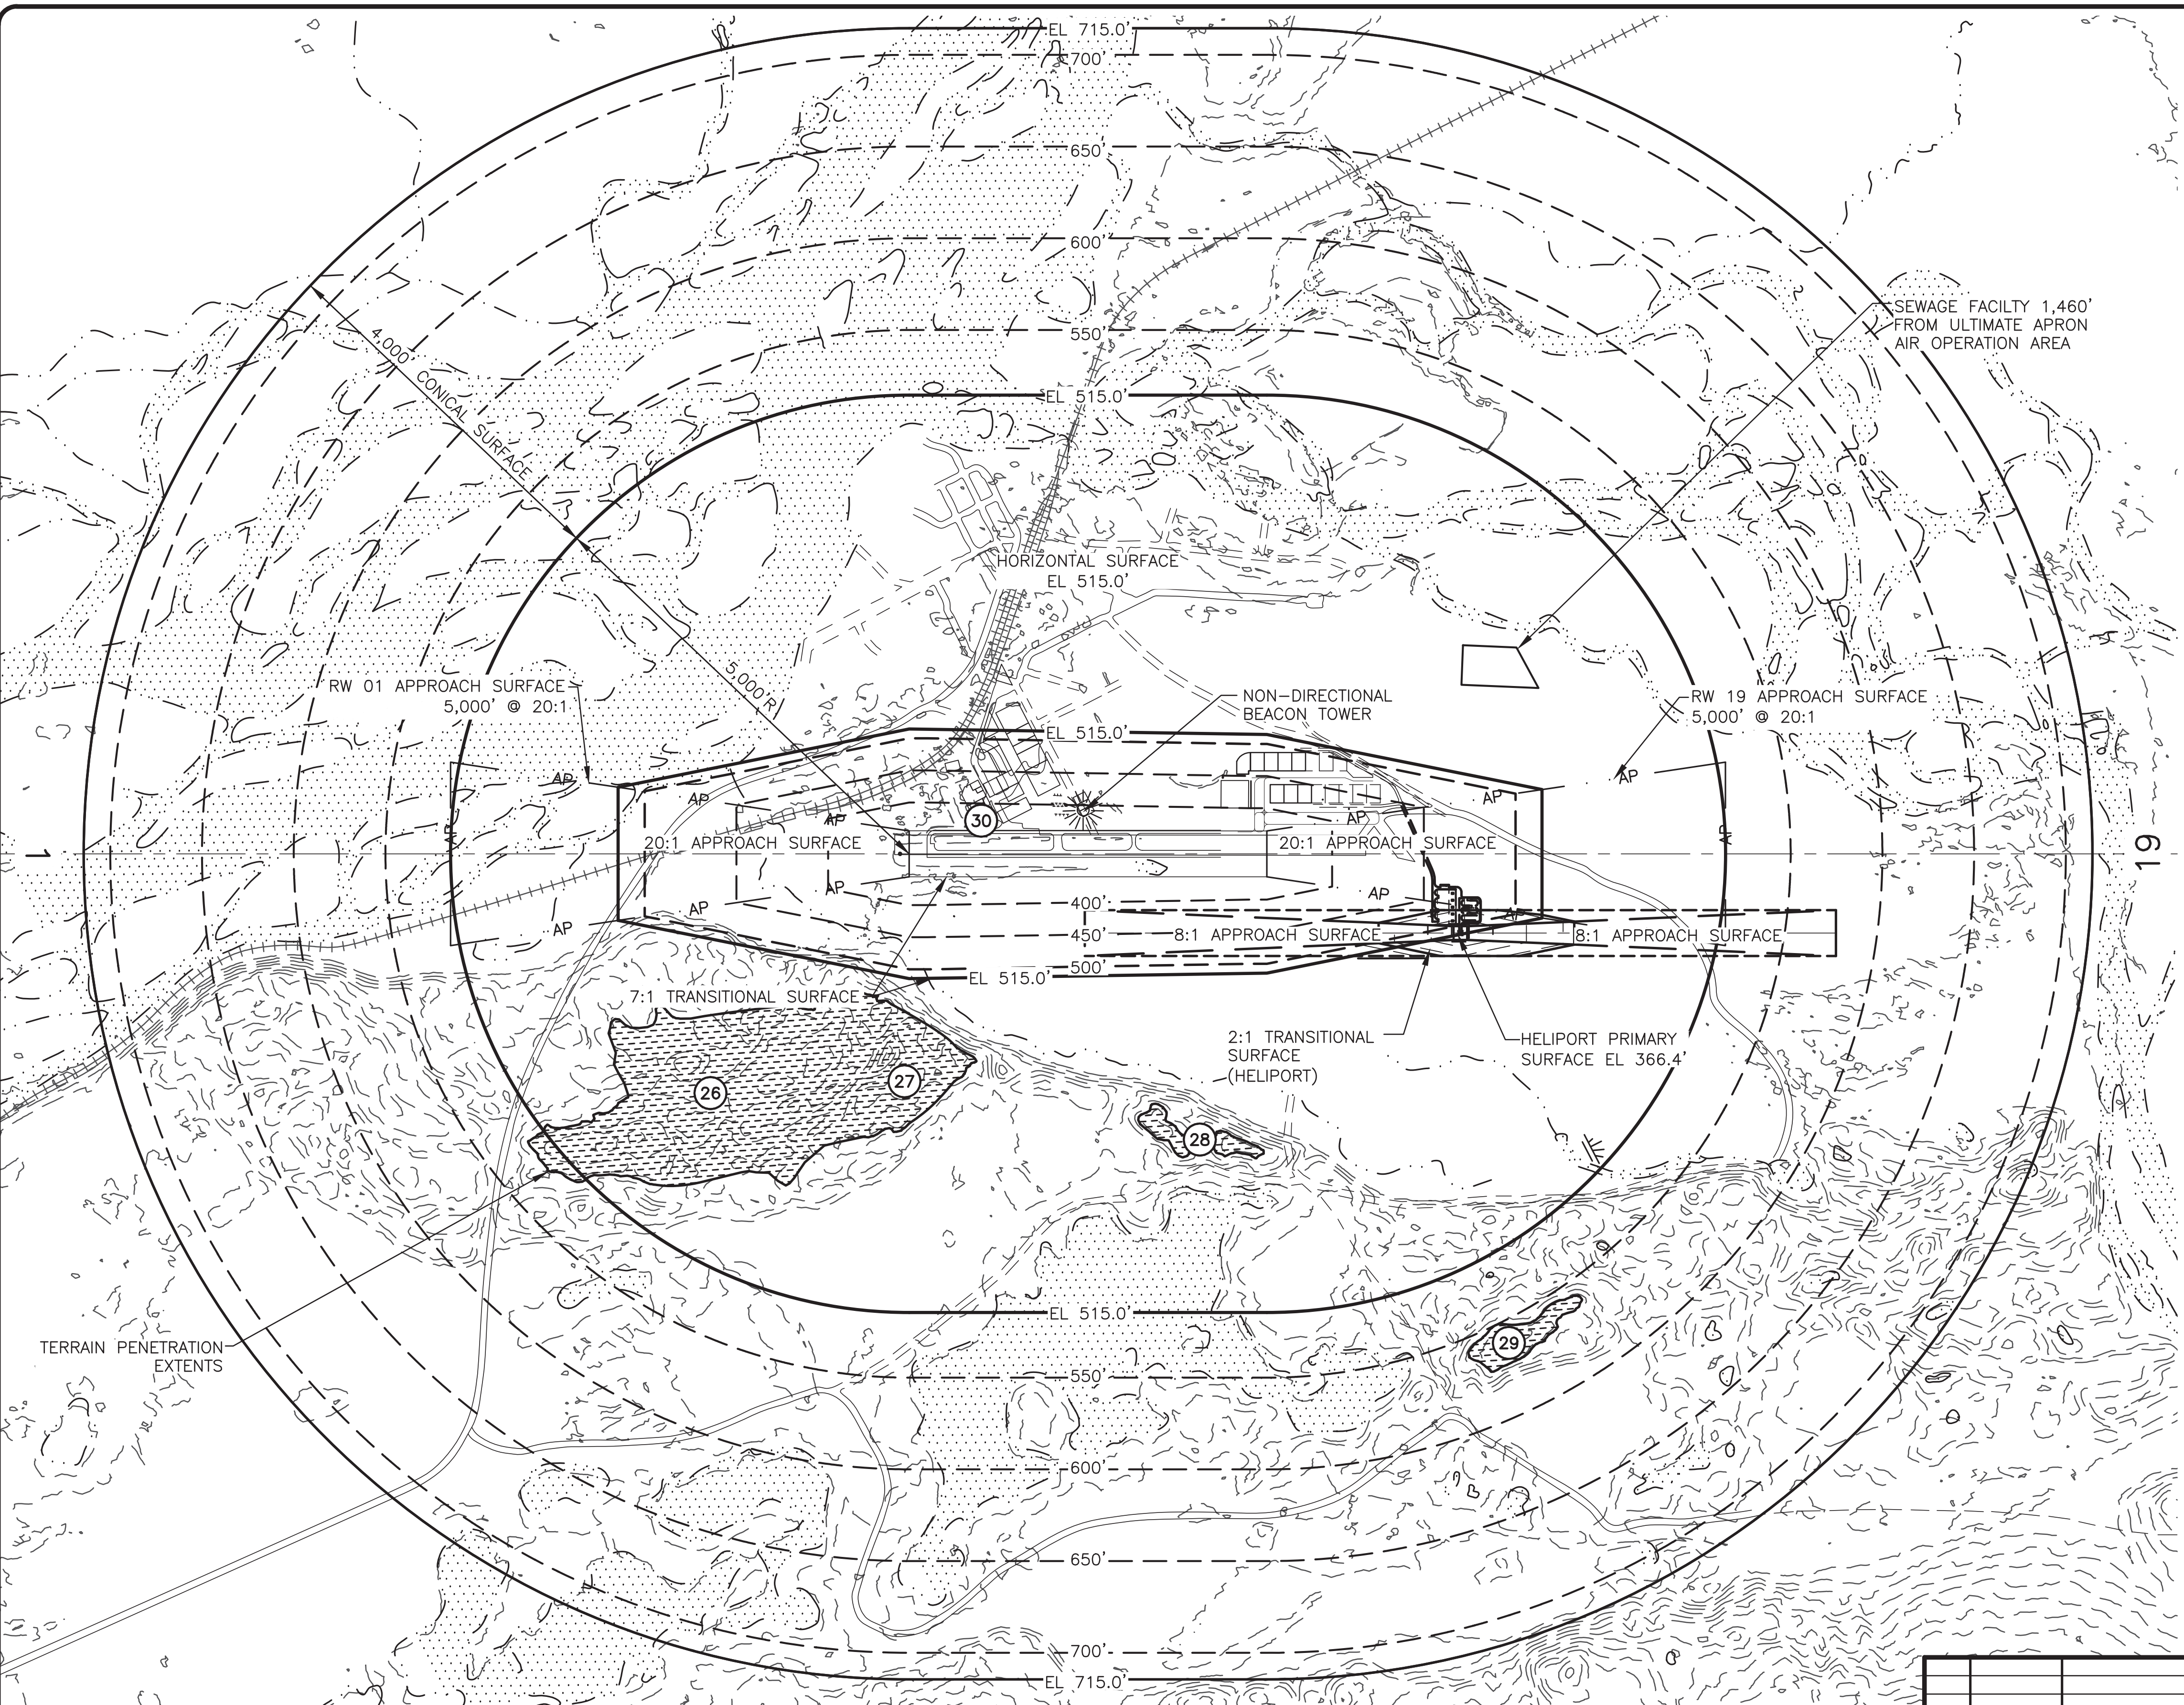 EL 715.0'
700'
650'
600'
550'
EL 515.0'
SEWAGE FACILTY 1,460'
FROM ULTIMATE APRON
AIR OPERATION AREA
4,000'
CONICAL SURFACE
HORIZONTAL SURFACE
EL 515.0'
5,000'R
RW 01 APPROACH SURFACE
5,000' @ 20:1
NON-DIRECTIONAL
BEACON TOWER
RW 19 APPROACH SURFACE
5,000' @ 20:1
EL 515.0'
AP
AP
AP
AP
AP
AP
AP
30
20:1 APPROACH SURFACE
20:1 APPROACH SURFACE
1
19
AP
AP
AP
AP
AP
AP
AP
400'
450'
500'
8:1 APPROACH SURFACE
8:1 APPROACH SURFACE
EL 515.0'
7:1 TRANSITIONAL SURFACE
2:1 TRANSITIONAL
SURFACE
(HELIPORT)
HELIPORT PRIMARY
SURFACE EL 366.4'
26
27
28
29
EL 515.0'
TERRAIN PENETRATION
EXTENTS
550'
600'
650'
700'
EL 715.0'